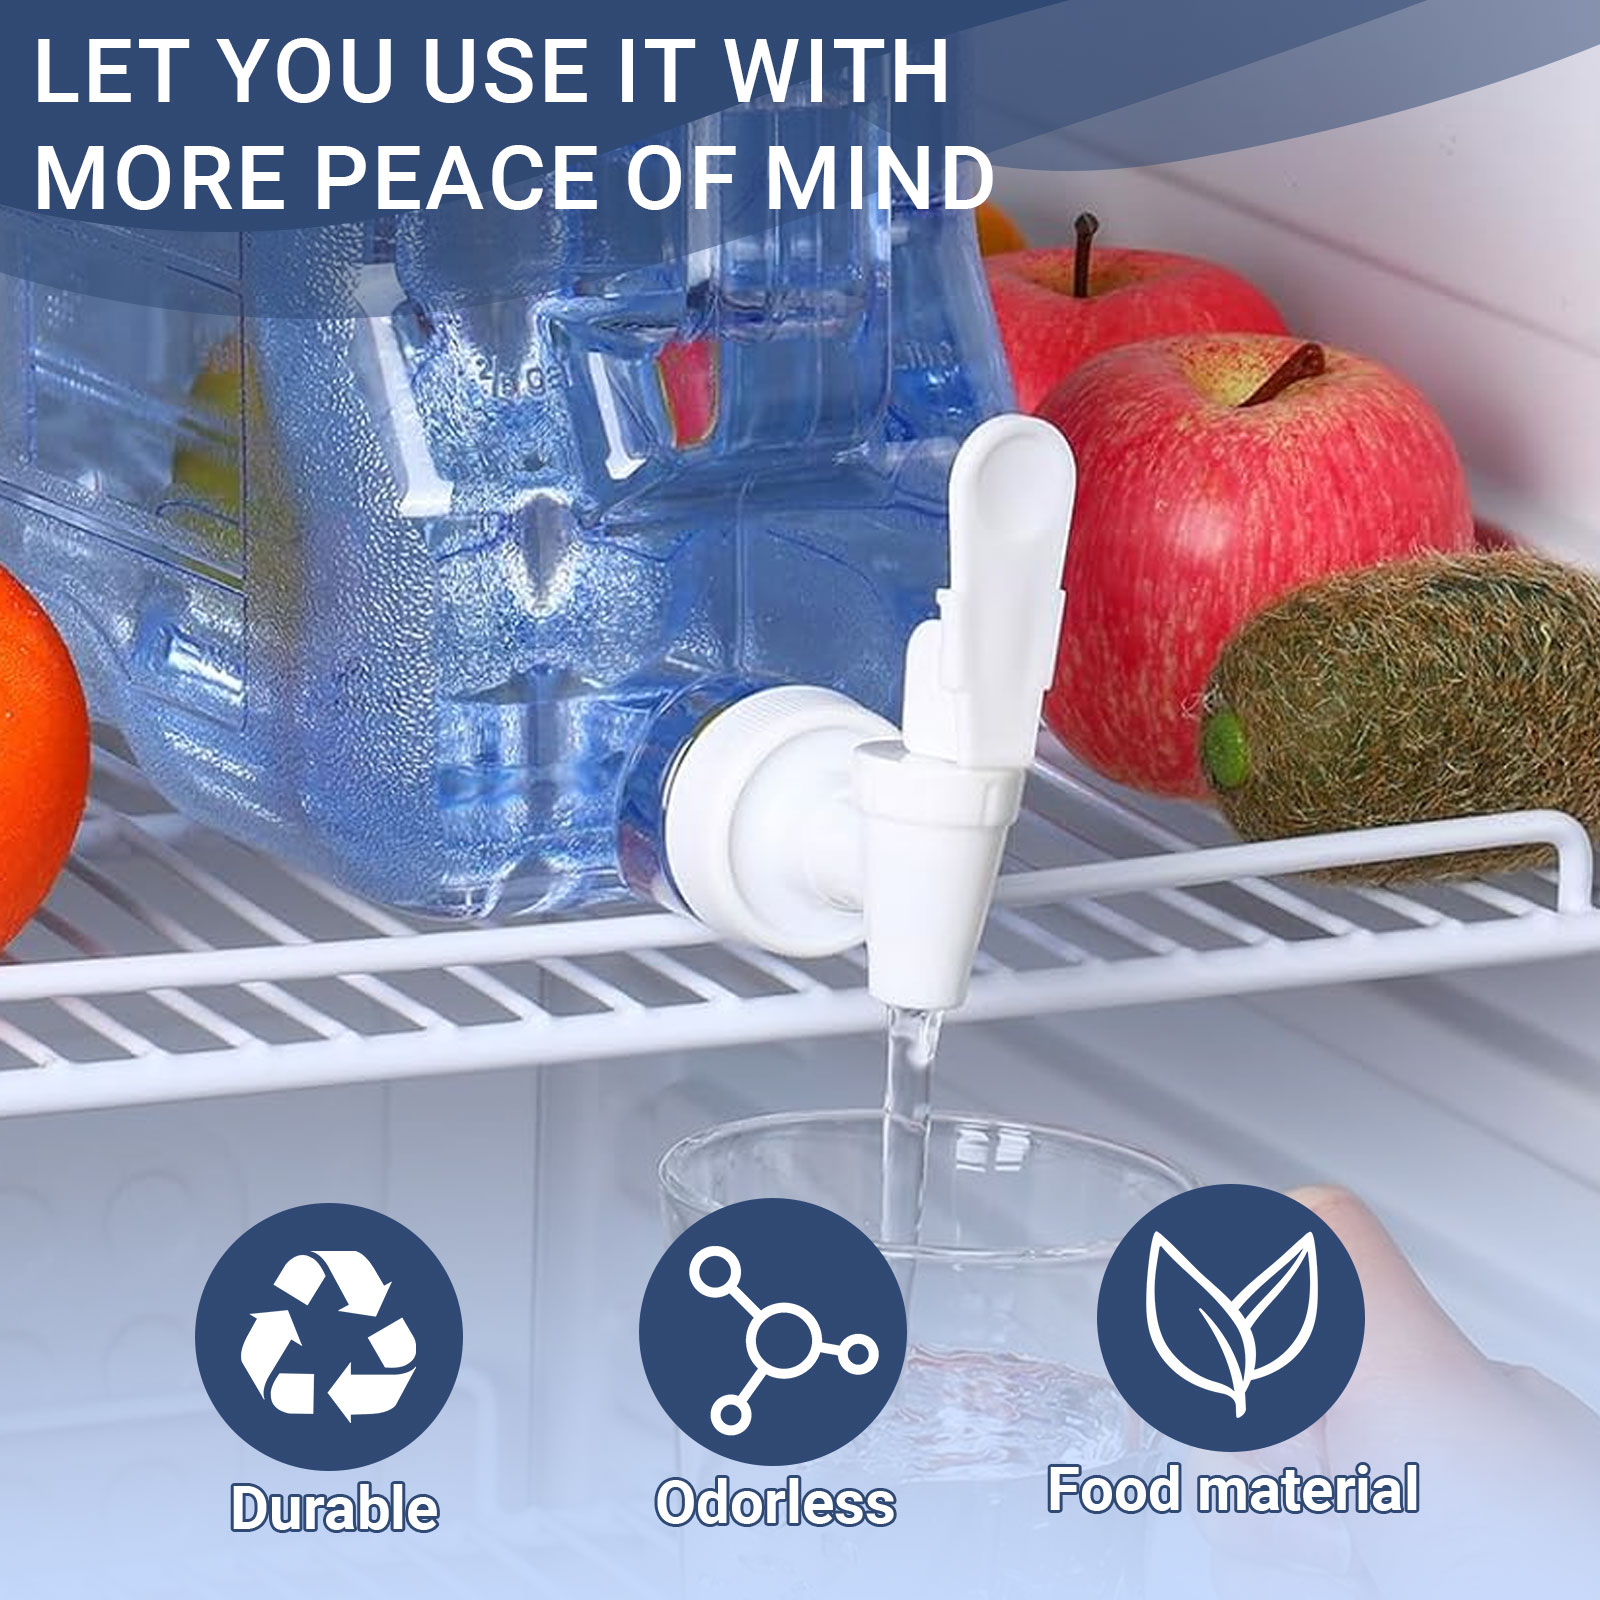 LET YOU USE IT WITH
MORE PEACE OF MIND
Durable
Odorless
Food material